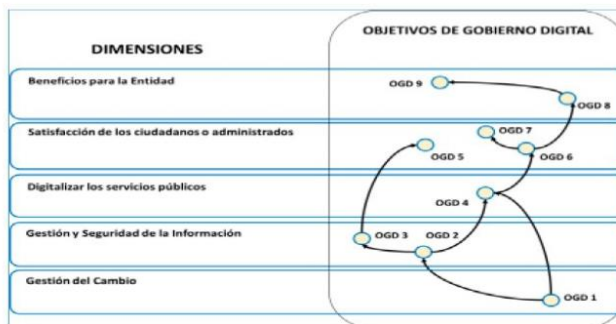 OBJETIVOS DE GOBIERNO DIGITAL
DIMENSIONES
Beneficios para la Entidad
OGD 9
OGD 8
Satisfacción de los ciudadanos o administrados
OGD 7
OGD 5
OGD 6
Digitalizar los servicios públicos
OGD 4
Gestión y Seguridad de la Información
OGD 3
OGD 2
Gestión del Cambio
OGD 1